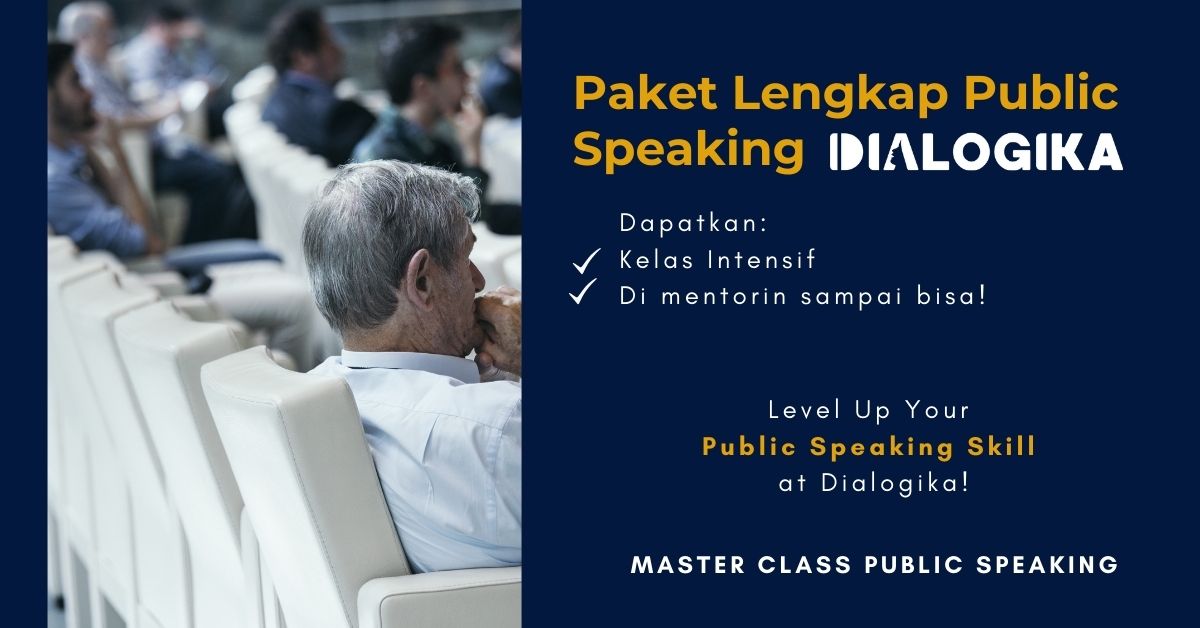 Paket Lengkap Public
Speaking DIALOGIKA
Dapatkan:
Kelas Intensif
Di mentorin sampai bisa!
Level Up Your
Public Speaking Skill
at Dialogika!
MASTER CLASS PUBLIC SPEAKING